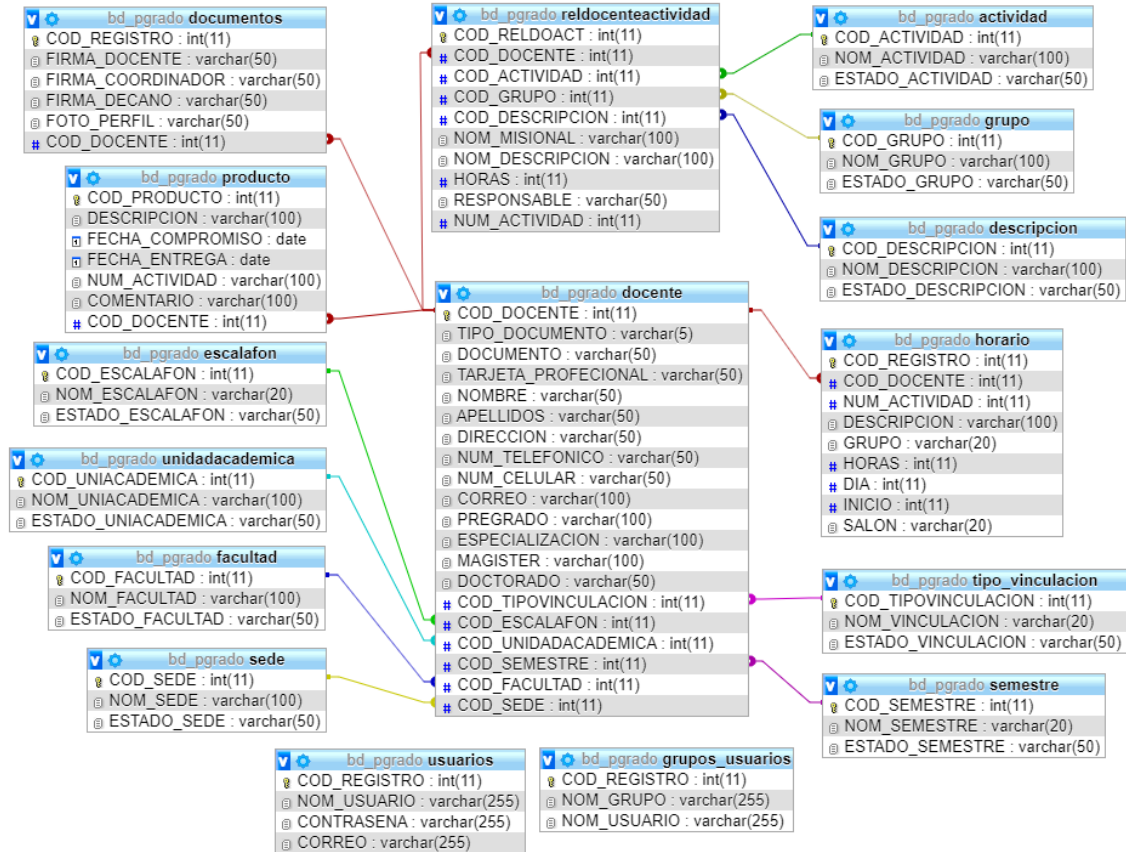 bd_pgrado documentos
COD_REGISTRO : int(11)
FIRMA_DOCENTE : varchar(50)
FIRMA_COORDINADOR : varchar(50)
FIRMA_DECANO : varchar(50)
FOTO_PERFIL : varchar(50)
# COD_DOCENTE : int(11)
bd_pgrado reldocenteactividad
COD_RELDOACT : int(11)
# COD_DOCENTE : int(11)
# COD_ACTIVIDAD : int(11)
# COD_GRUPO : int(11)
# COD_DESCRIPCION : int(11)
NOM_MISIONAL : varchar(100)
NOM_DESCRIPCION : varchar(100)
# HORAS : int(11)
RESPONSABLE : varchar(50)
# NUM_ACTIVIDAD : int(11)
bd_pgrado actividad
COD_ACTIVIDAD : int(11)
NOM_ACTIVIDAD : varchar(100)
ESTADO_ACTIVIDAD : varchar(50)
bd_pgrado grupo
COD_GRUPO : int(11)
NOM_GRUPO : varchar(100)
ESTADO_GRUPO : varchar(50)
bd_pgrado producto
COD_PRODUCTO : int(11)
DESCRIPCION : varchar(100)
FECHA_COMPROMISO : date
FECHA_ENTREGA : date
NUM_ACTIVIDAD : varchar(100)
COMENTARIO : varchar(100)
# COD_DOCENTE : int(11)
bd_pgrado descripcion
COD_DESCRIPCION : int(11)
NOM_DESCRIPCION : varchar(100)
ESTADO_DESCRIPCION : varchar(50)
bd_pgrado docente
COD_DOCENTE : int(11)
TIPO_DOCUMENTO : varchar(5)
DOCUMENTO : varchar(50)
TARJETA_PROFECIONAL : varchar(50)
NOMBRE : varchar(50)
APELLIDOS : varchar(50)
DIRECCION : varchar(50)
NUM_TELEFONICO : varchar(50)
NUM_CELULAR : varchar(50)
CORREO : varchar(100)
PREGRADO : varchar(100)
ESPECIALIZACION : varchar(100)
MAGISTER : varchar(100)
DOCTORADO : varchar(50)
# COD_TIPOVINCULACION : int(11)
# COD_ESCALAFON : int(11)
# COD_UNIDADACADEMICA : int(11)
# COD_SEMESTRE : int(11)
# COD_FACULTAD : int(11)
# COD_SEDE : int(11)
bd_pgrado escalafon
COD_ESCALAFON : int(11)
NOM_ESCALAFON : varchar(20)
ESTADO_ESCALAFON : varchar(50)
bd_pgrado horario
COD_REGISTRO : int(11)
# COD_DOCENTE : int(11)
# NUM_ACTIVIDAD : int(11)
DESCRIPCION : varchar(100)
GRUPO : varchar(20)
# HORAS : int(11)
# DIA : int(11)
# INICIO : int(11)
SALON : varchar(20)
bd_pgrado unidadacademica
COD_UNIACADEMICA : int(11)
NOM_UNIACADEMICA : varchar(100)
ESTADO_UNIACADEMICA : varchar(50)
bd_pgrado facultad
COD_FACULTAD : int(11)
NOM_FACULTAD : varchar(100)
ESTADO_FACULTAD : varchar(50)
bd_pgrado tipo_vinculacion
COD_TIPOVINCULACION : int(11)
NOM_VINCULACION : varchar(20)
ESTADO_VINCULACION : varchar(50)
bd_pgrado sede
COD_SEDE : int(11)
NOM_SEDE : varchar(100)
ESTADO_SEDE : varchar(50)
bd_pgrado semestre
COD_SEMESTRE : int(11)
NOM_SEMESTRE : varchar(20)
ESTADO_SEMESTRE : varchar(50)
bd_pgrado usuarios
COD_REGISTRO : int(11)
NOM_USUARIO : varchar(255)
CONTRASENA : varchar(255)
CORREO : varchar(255)
bd_pgrado grupos_usuarios
COD_REGISTRO : int(11)
NOM_GRUPO : varchar(255)
NOM_USUARIO : varchar(255)